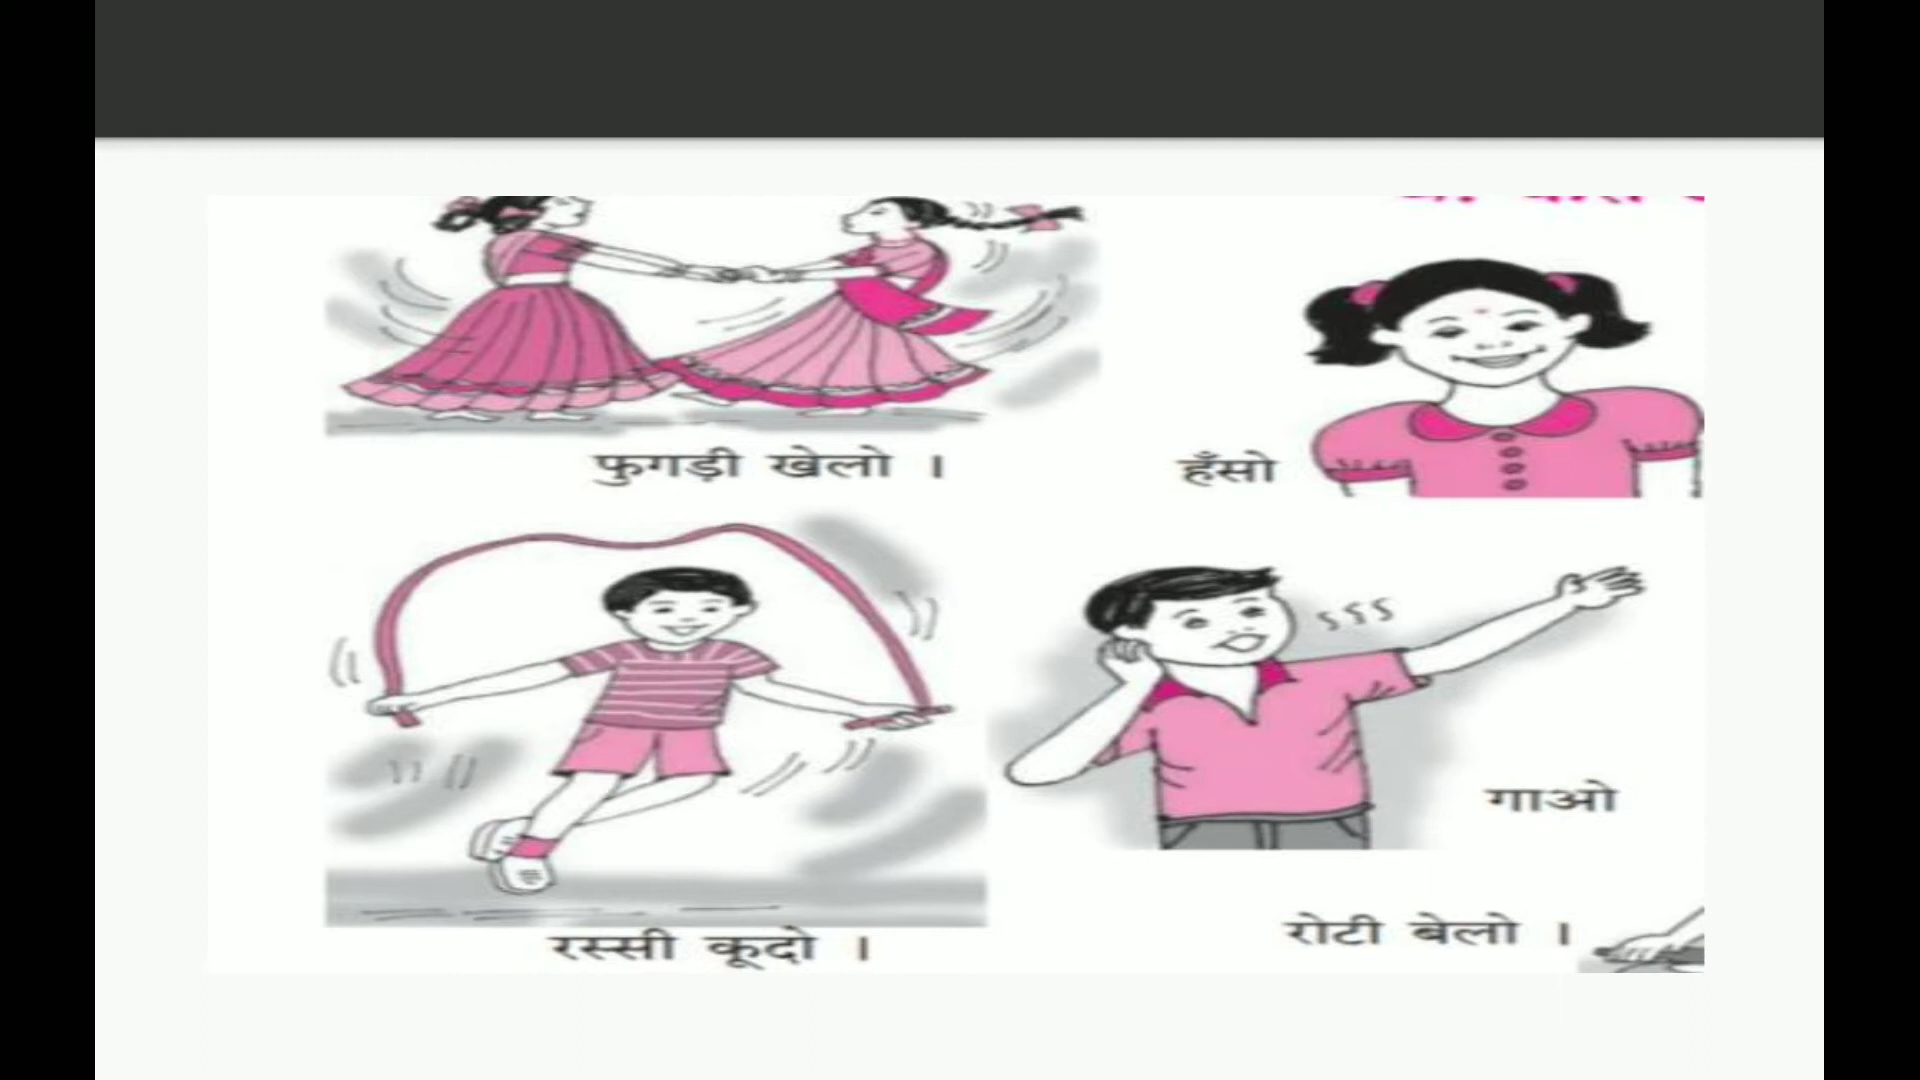 फुगड़ी खेलो ।
हँसो
गाओ
रस्सी कूदो ।
रोटी बेलो ।